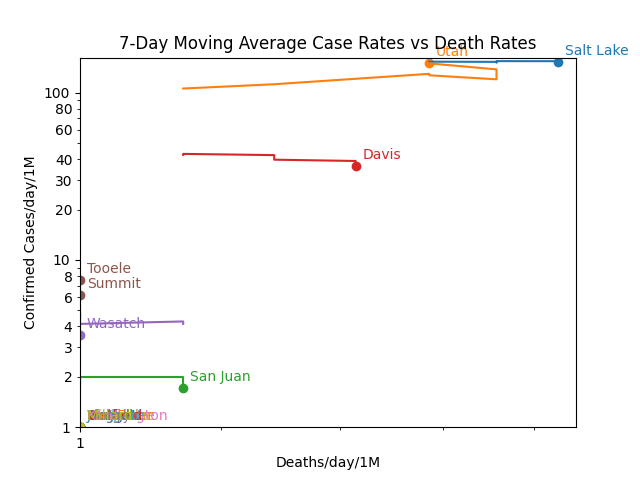 7-Day Moving Average Case Rates vs Death Rates
Utah
Salt Lake
Davis
Tooele
Summit
Wasatch
San Juan
100
80
60
40
30
20
10
8
6
4
3
2
1
1
Confirmed Cases/day/1M
Deaths/day/1M